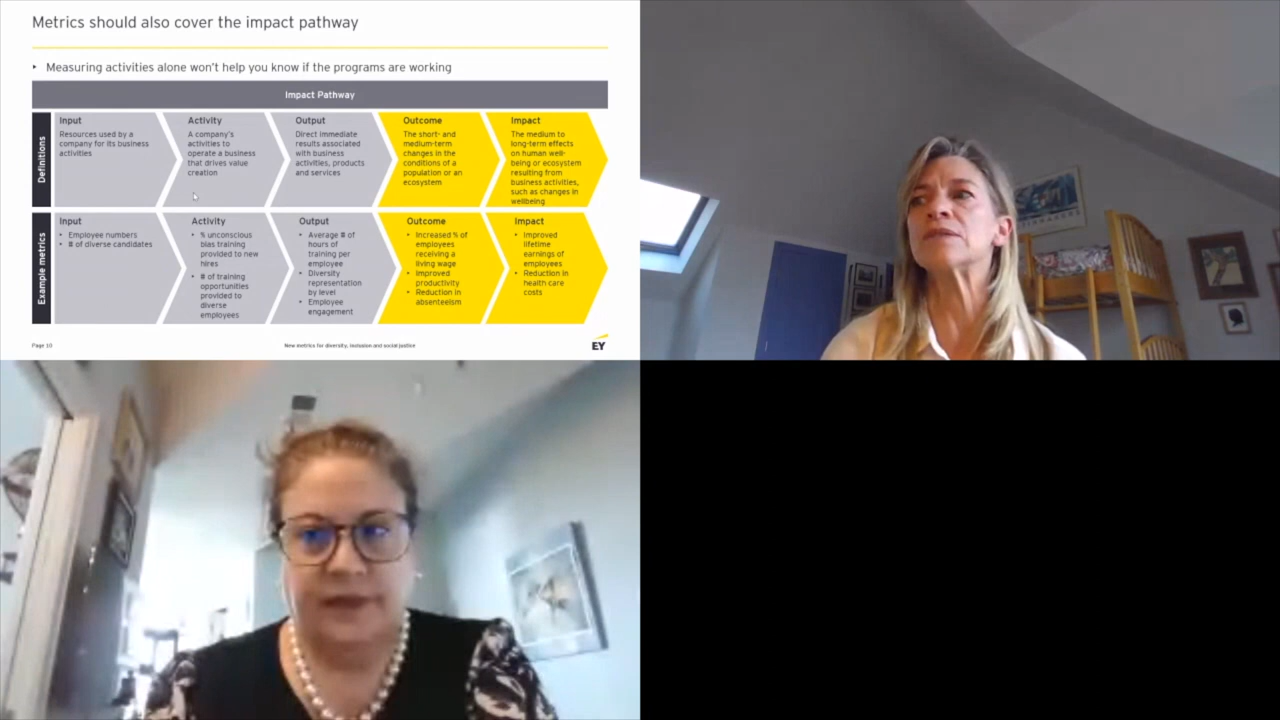 Metrics should also cover the impact pathway
‣ Measuring activities alone won't help you know if the programs are working
Impact Pathway
Definitions
Input
Resources used by a
company for its business
activities
Activity
A company's
activities to
operate a business
that drives value
creation
Output
Direct immediate
results associated
with business
activities, products
and services
Outcome
The short- and
medium-term
changes in the
conditions of a
population or an
ecosystem
Impact
The medium to
long-term effects
on human well-
being or ecosystem
resulting from
business activities,
such as changes in
wellbeing
Example metrics
Input
• Employee numbers
• # of diverse candidates
Activity
• % unconscious
bias training
provided to new
hires
• # of training
opportunities
provided to
diverse
employees
Output
• Average # of
hours of
training per
employee
• Diversity
representation
by level
• Employee
engagement
Outcome
• Increased % of
employees
receiving a
living wage
• Improved
productivity
• Reduction in
absenteeism
Impact
• Improved
lifetime
earnings of
employees
• Reduction in
health care
costs
Page 10
New metrics for diversity, inclusion and social justice
EY